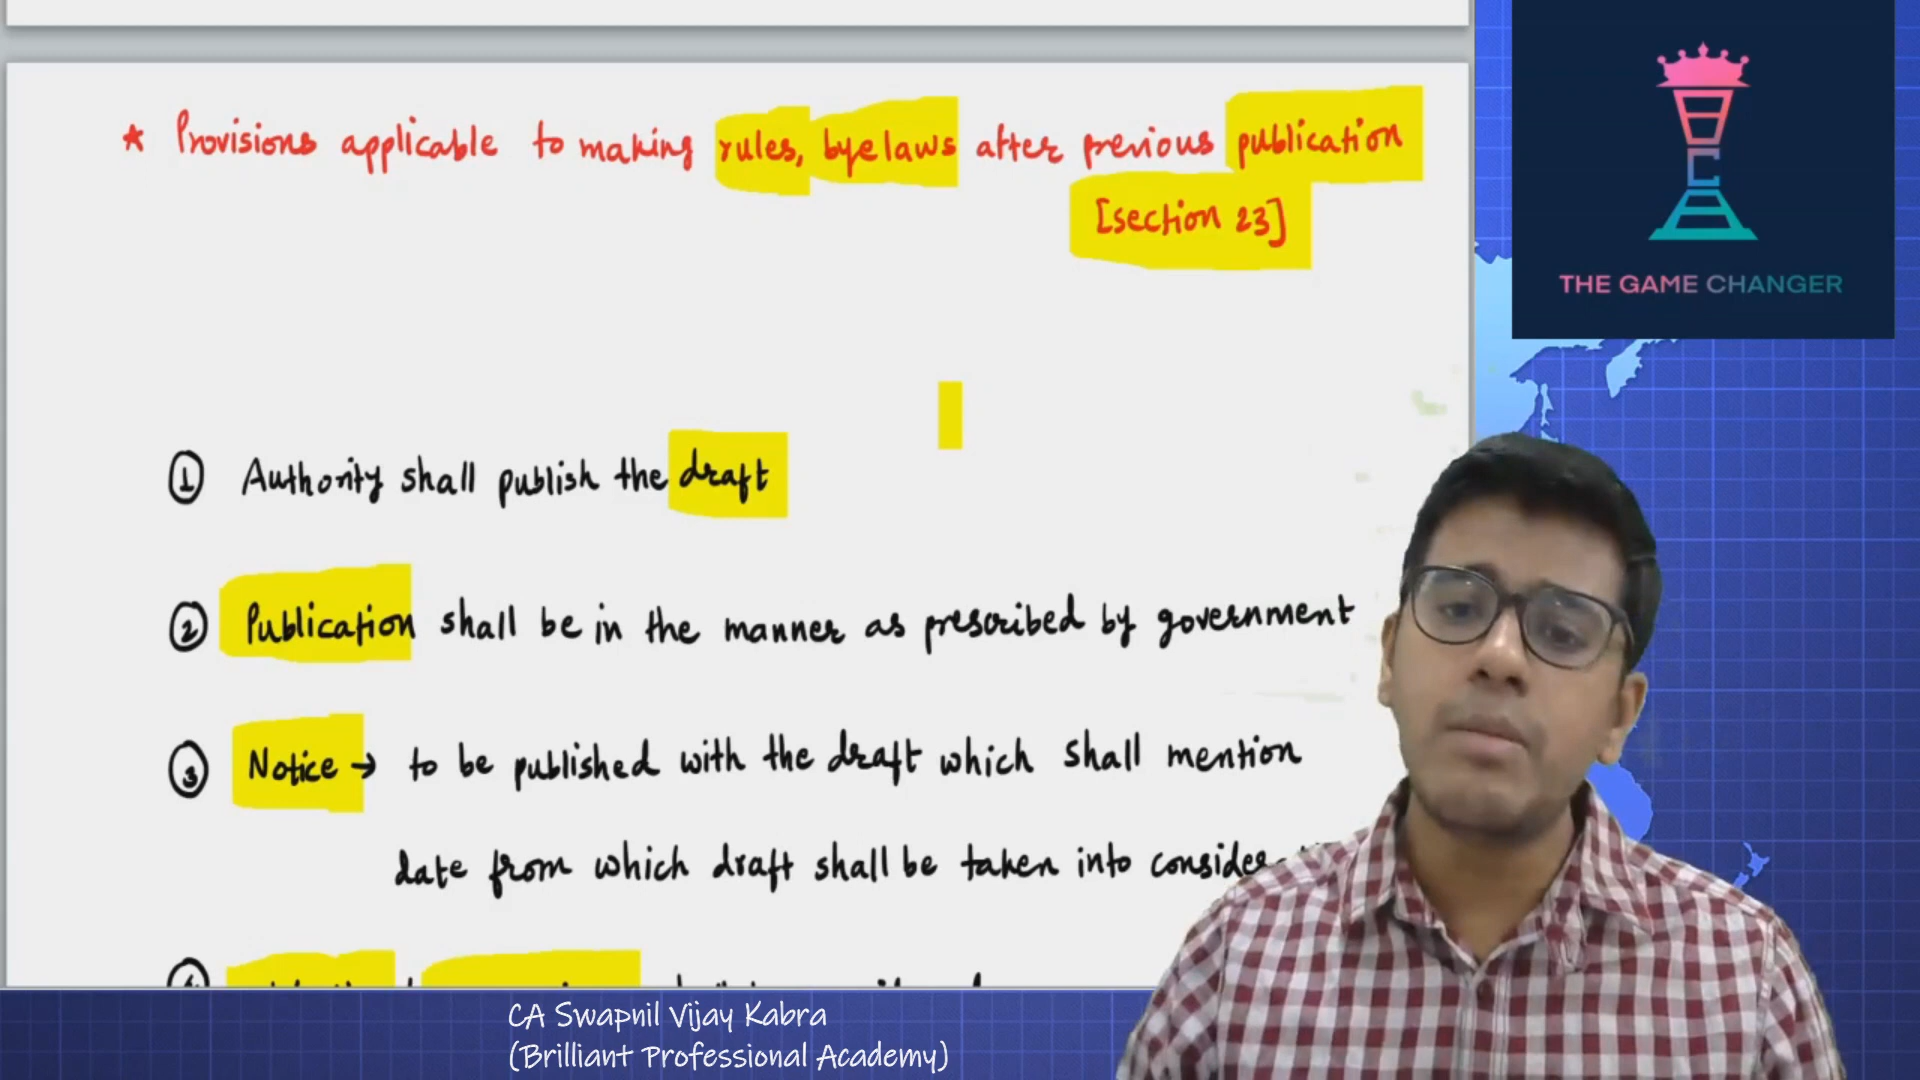 * Provisions applicable to making rules, byelaws after previous publication
[section 23]
THE GAME CHANGER
① Authority shall publish the draft
② Publication shall be in the manner as prescribed by government
③ Notice → to be published with the draft which shall mention
date from which draft shall be taken into
CA Swapnil Vijay Kabra
(Brilliant Professional Academy)